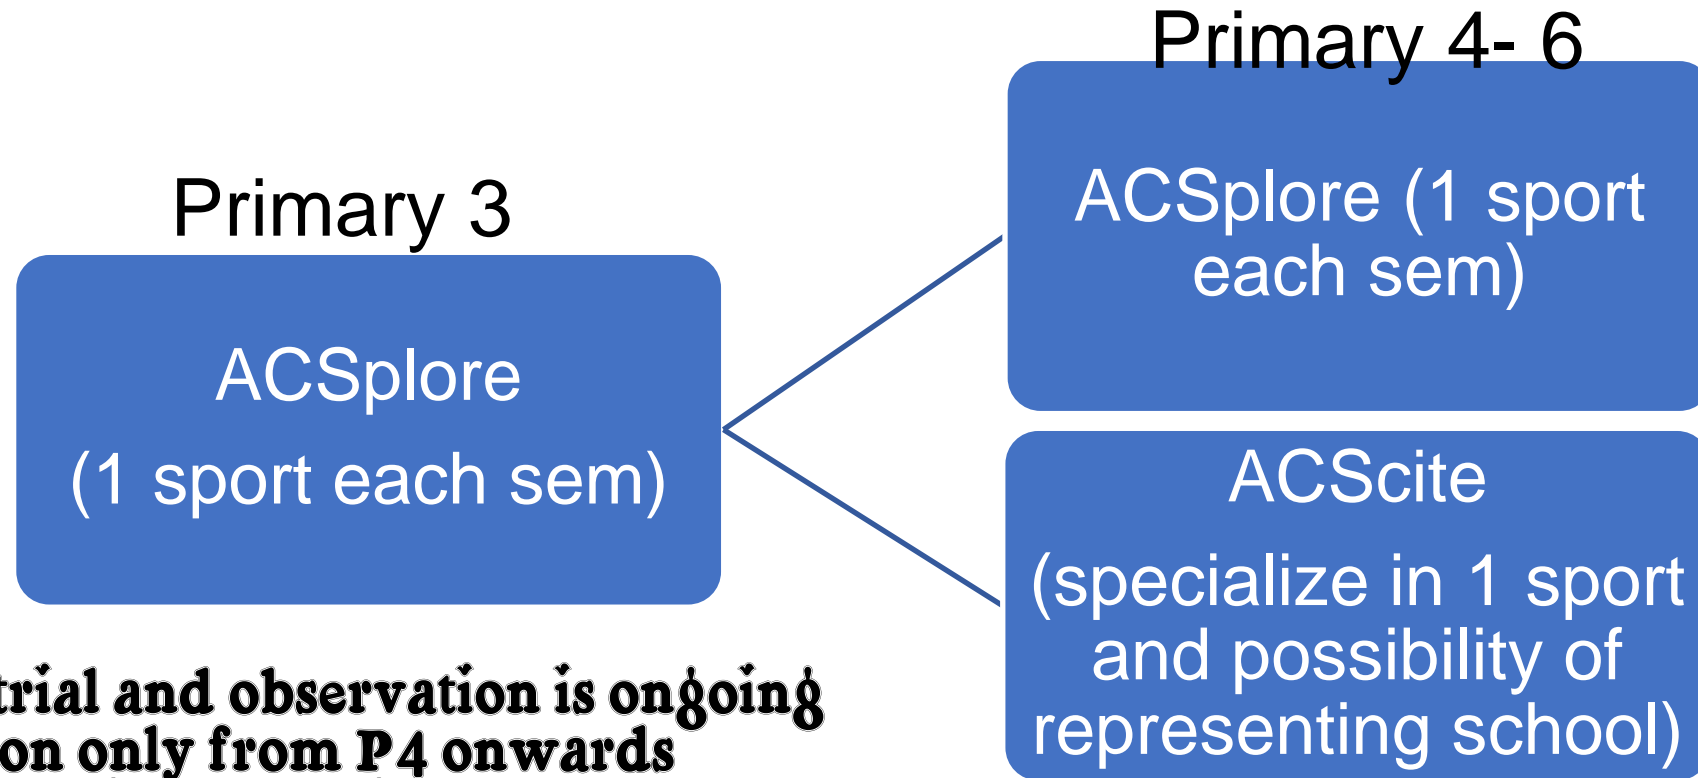 Primary 3
ACSplore
(1 sport each sem)
Primary 4- 6
ACSplore (1 sport
each sem)
ACScite
(specialize in 1 sport
and possibility of
representing school)
trial and observation is ongoing
on only from P4 onwards